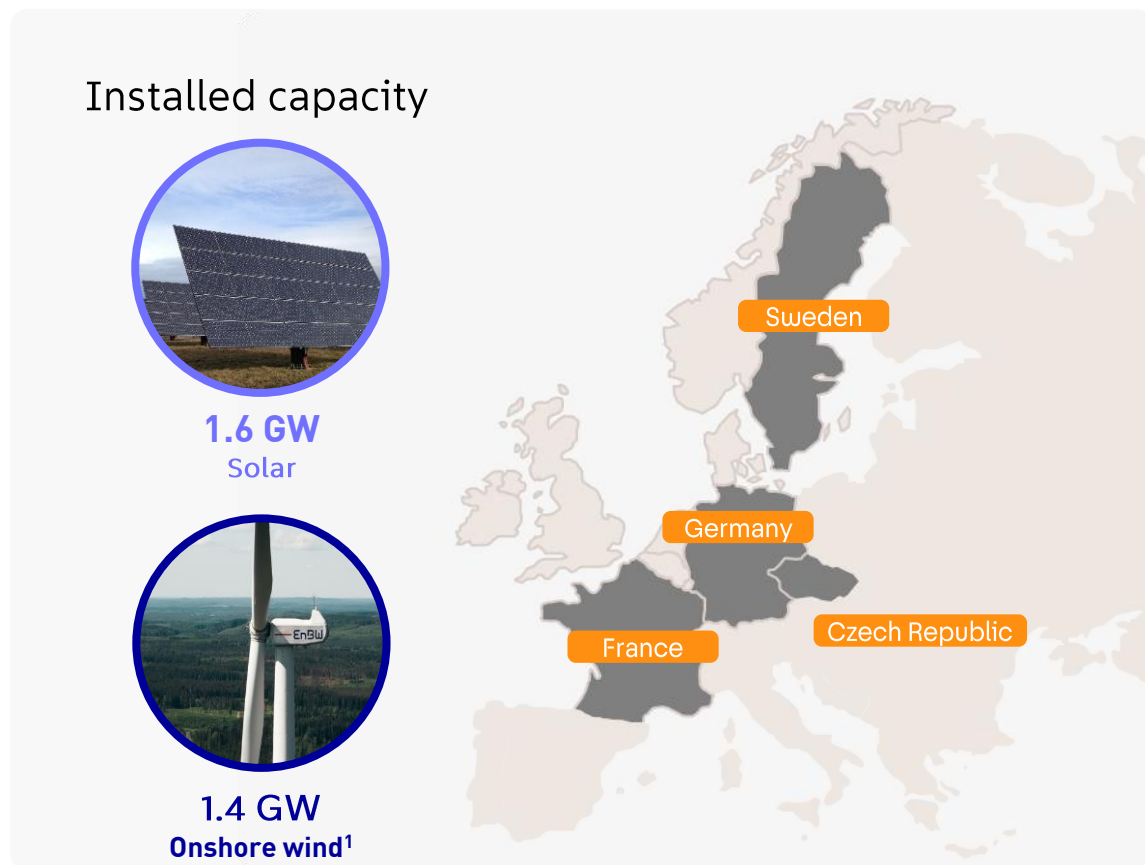 Installed capacity
1.6 GW
Solar
EnBW
1.4 GW
Onshore wind¹
Sweden
Germany
France
Czech Republic